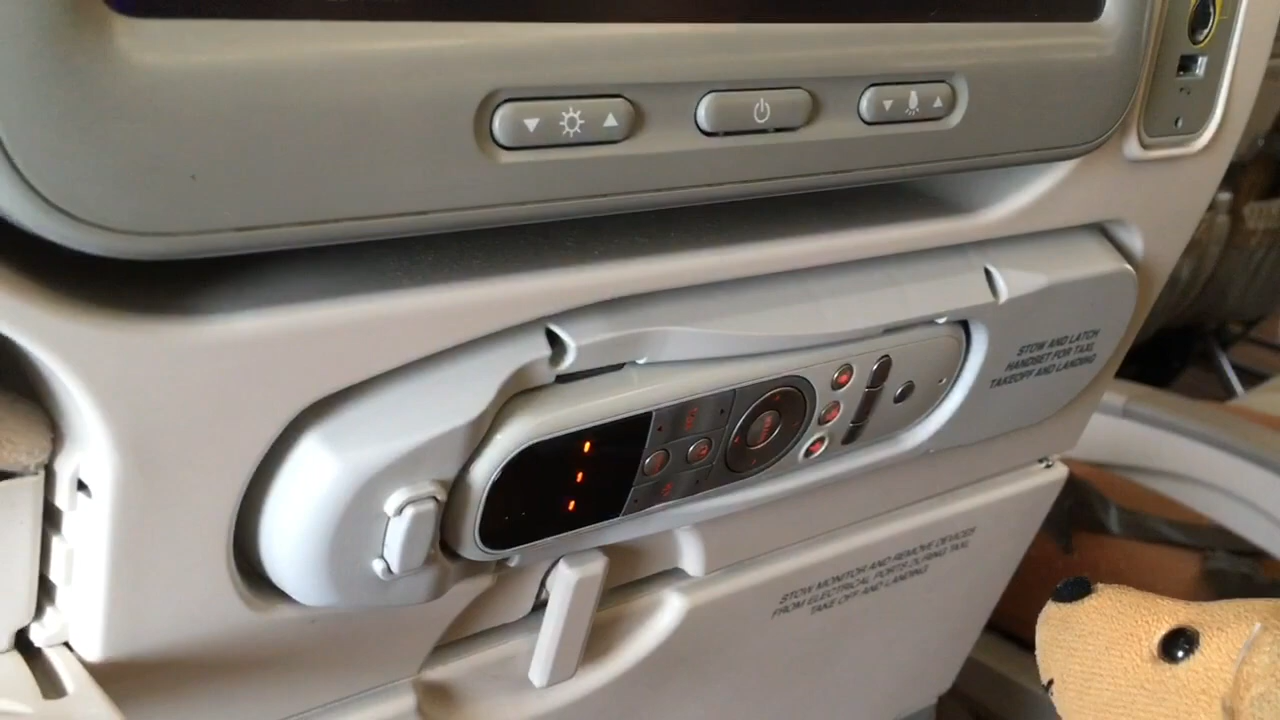 STOW AND LATCH
HANDSET FOR TAXI,
TAKEOFF AND LANDING
STOW MONITOR AND REMOVE DEVICES
FROM ELECTRICAL PORTS DURING TAXI,
TAKE OFF AND LANDING